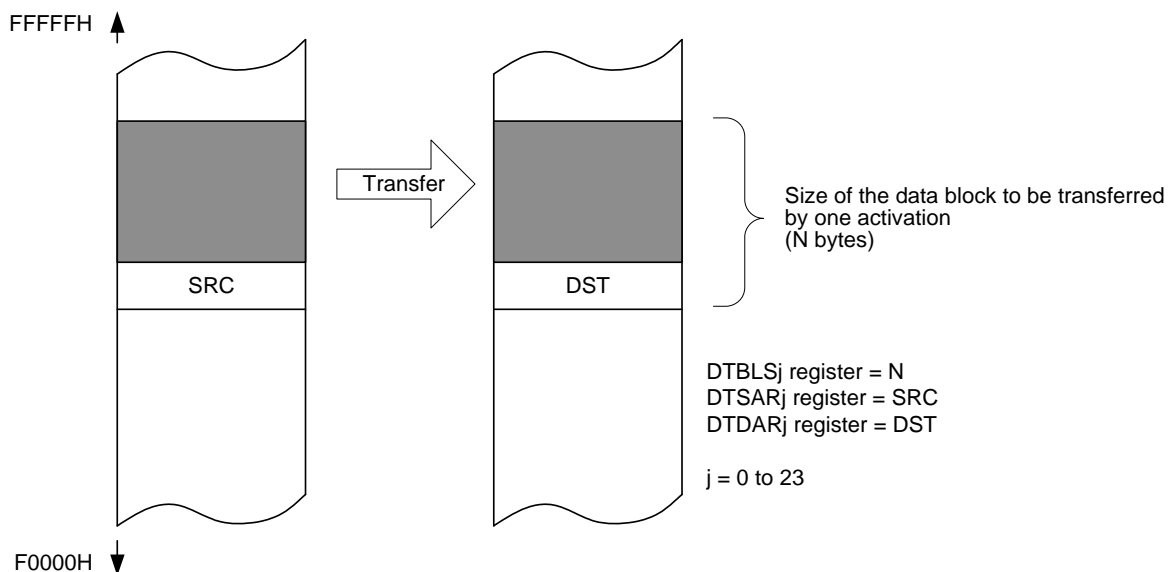 FFFFFH
Transfer
SRC
DST
Size of the data block to be transferred
by one activation
(N bytes)
DTBLSj register = N
DTSARj register = SRC
DTDARj register = DST
j = 0 to 23
F0000H